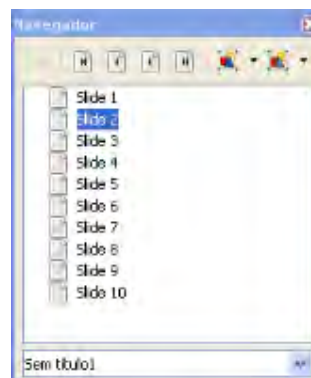 Navegador
Slide 1
Slide 2
Slide 3
Slide 4
Slide 5
Slide 6
Slide 7
Slide 8
Slide 9
Slide 10
Sem título1